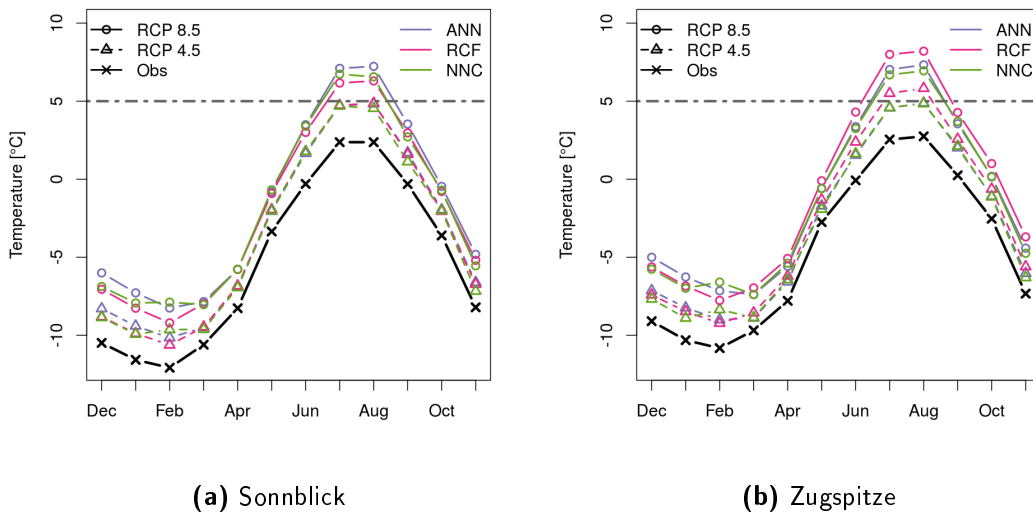 10
5
0
-5
-10
Temperature [°C]
RCP 8.5
RCP 4.5
Obs
ANN
RCF
NNC
Dec Feb Apr Jun Aug Oct
(a) Sonnblick
10
5
0
-5
-10
Temperature [°C]
RCP 8.5
RCP 4.5
Obs
ANN
RCF
NNC
Dec Feb Apr Jun Aug Oct
(b) Zugspitze